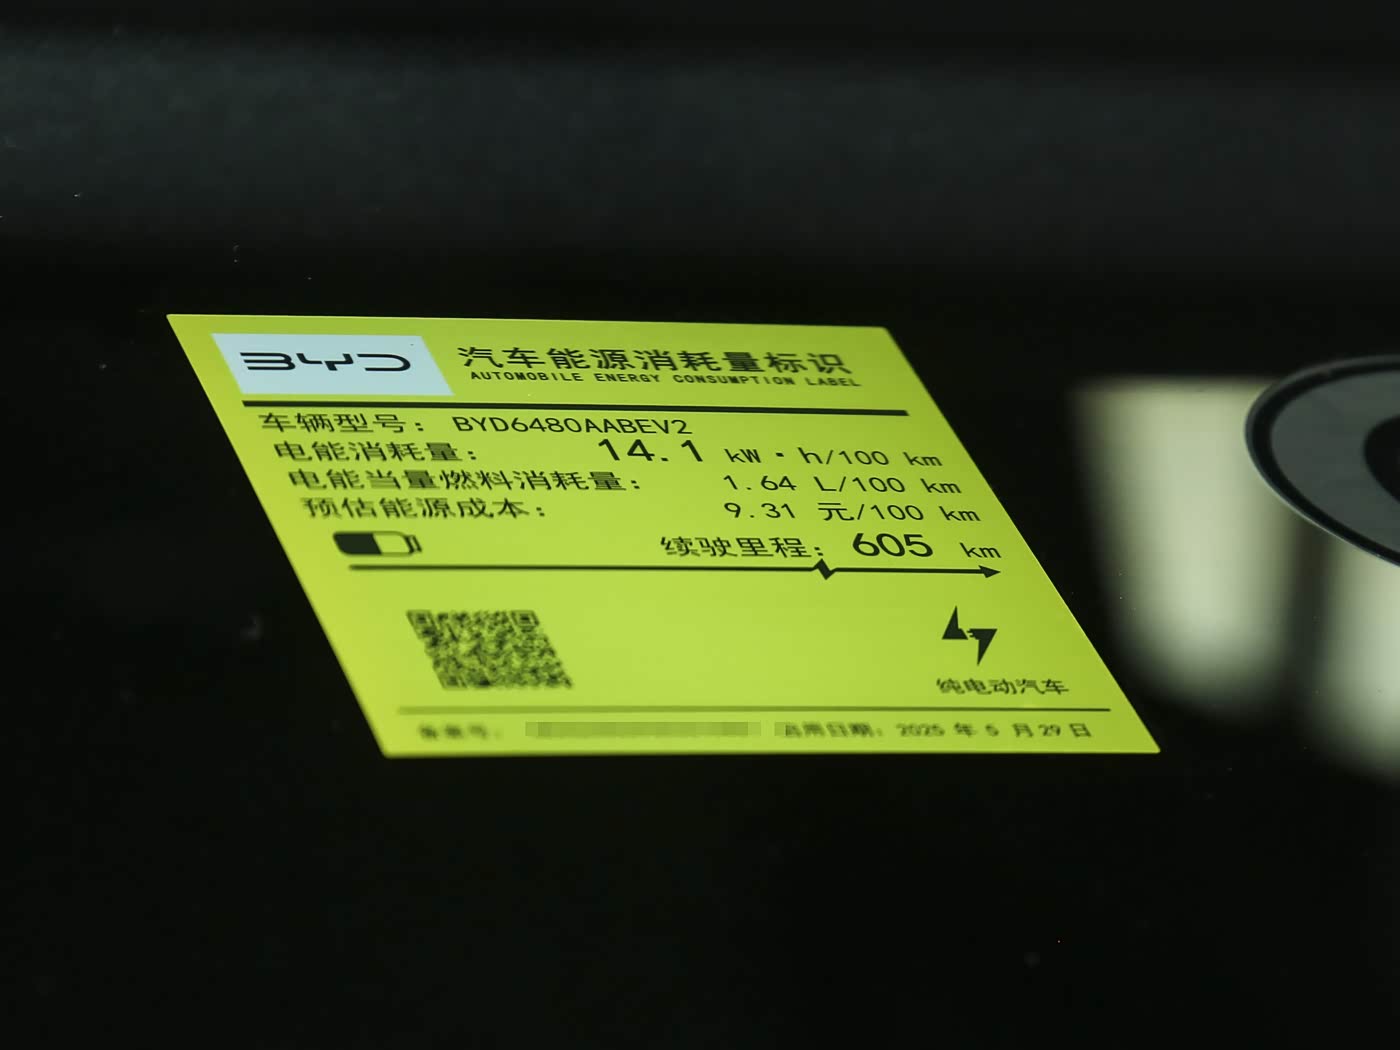 BYD
汽车能源消耗量标识
AUTOMOBILE ENERGY CONSUMPTION LABEL
车辆型号: BYD6480AABEV2
电能消耗量: 14.1 kW·h/100 km
电能当量燃料消耗量: 1.64 L/100 km
预估能源成本: 9.31 元/100 km
续驶里程: 605 km
纯电动汽车
备案号: 启用日期: 2025 年 5 月 29 日